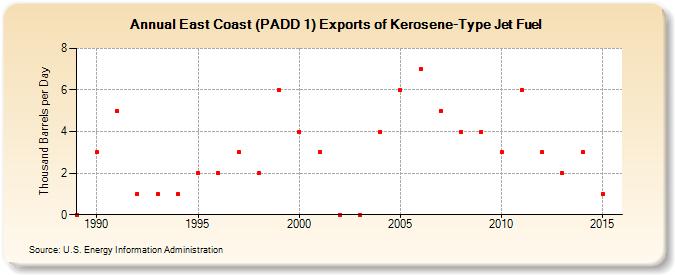 Annual East Coast (PADD 1) Exports of Kerosene-Type Jet Fuel
Thousand Barrels per Day
8
6
4
2
0
1990 1995 2000 2005 2010 2015
Source: U.S. Energy Information Administration